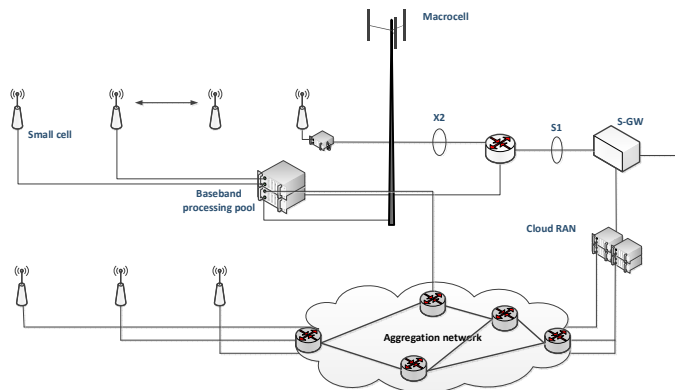 Macrocell
X2
S1
S-GW
Small cell
Baseband
processing pool
Cloud RAN
Aggregation network